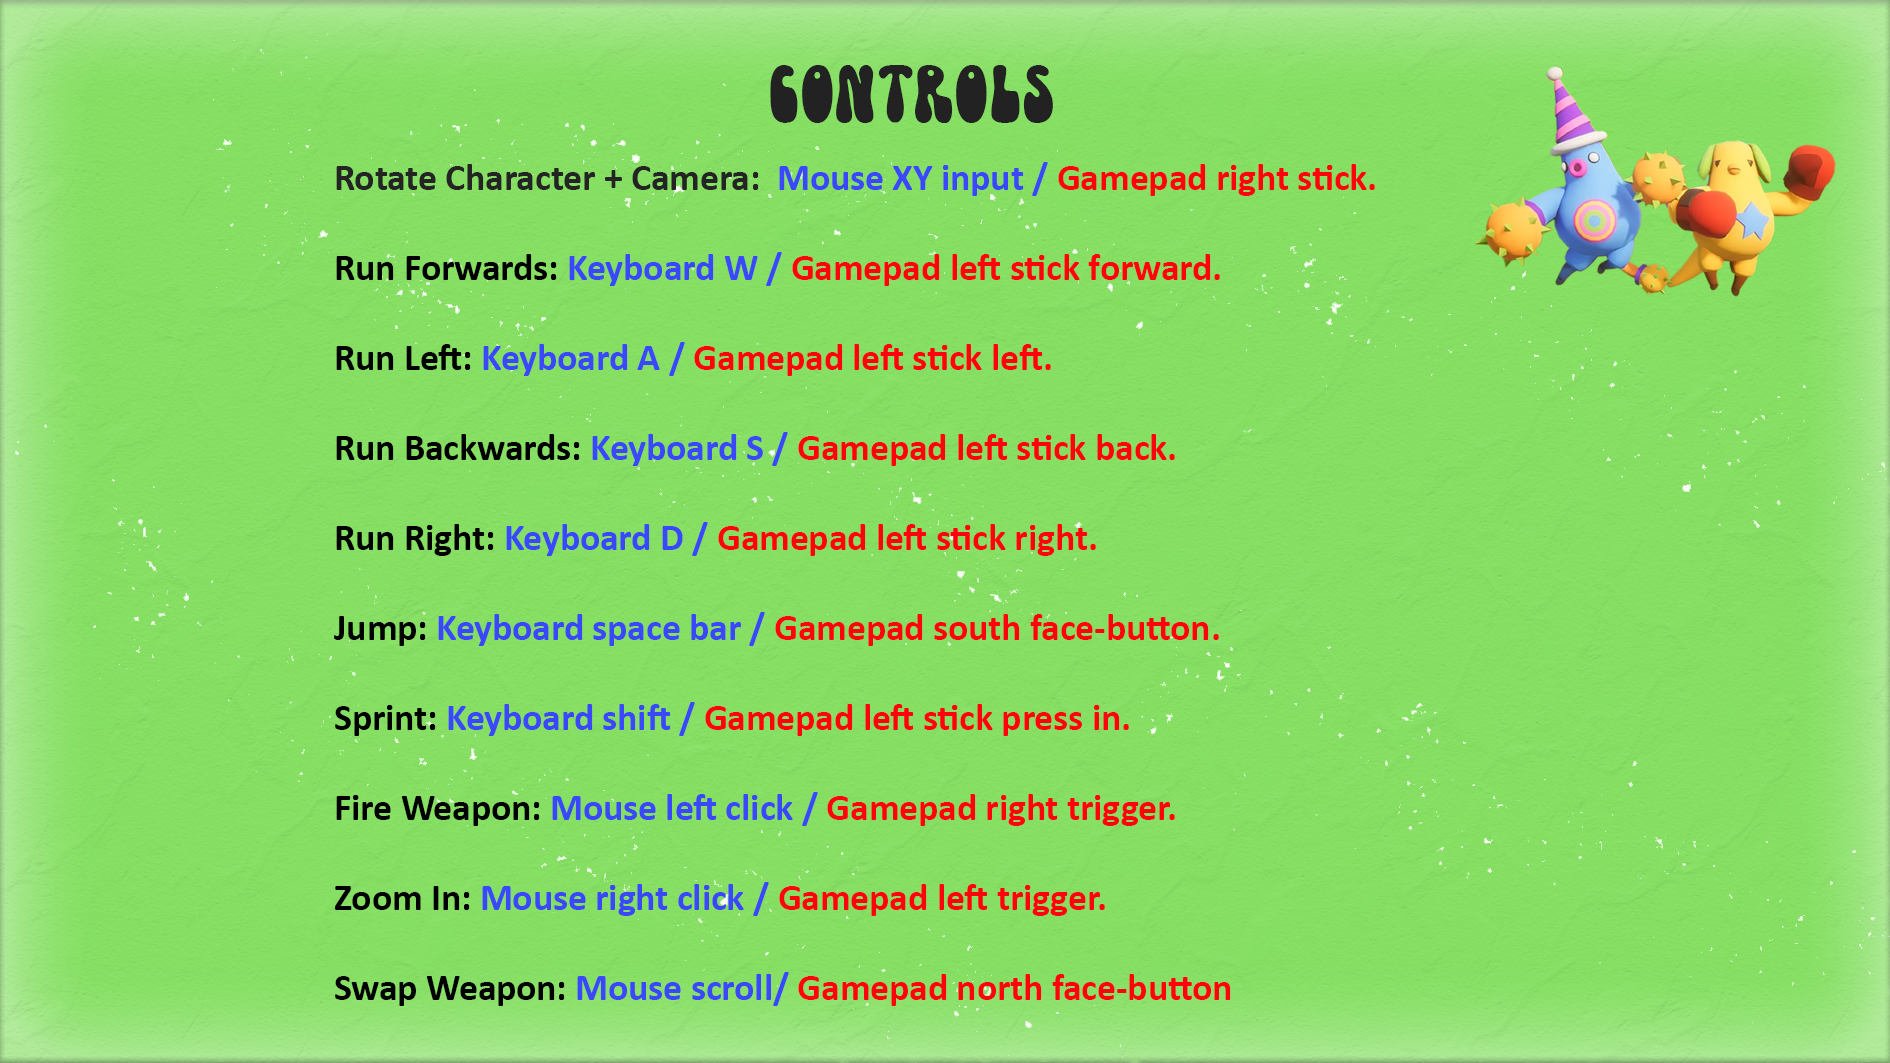 CONTROLS
Rotate Character + Camera: Mouse XY input / Gamepad right stick.
Run Forwards: Keyboard W / Gamepad left stick forward.
Run Left: Keyboard A / Gamepad left stick left.
Run Backwards: Keyboard S / Gamepad left stick back.
Run Right: Keyboard D / Gamepad left stick right.
Jump: Keyboard space bar / Gamepad south face-button.
Sprint: Keyboard shift / Gamepad left stick press in.
Fire Weapon: Mouse left click / Gamepad right trigger.
Zoom In: Mouse right click / Gamepad left trigger.
Swap Weapon: Mouse scroll/ Gamepad north face-button